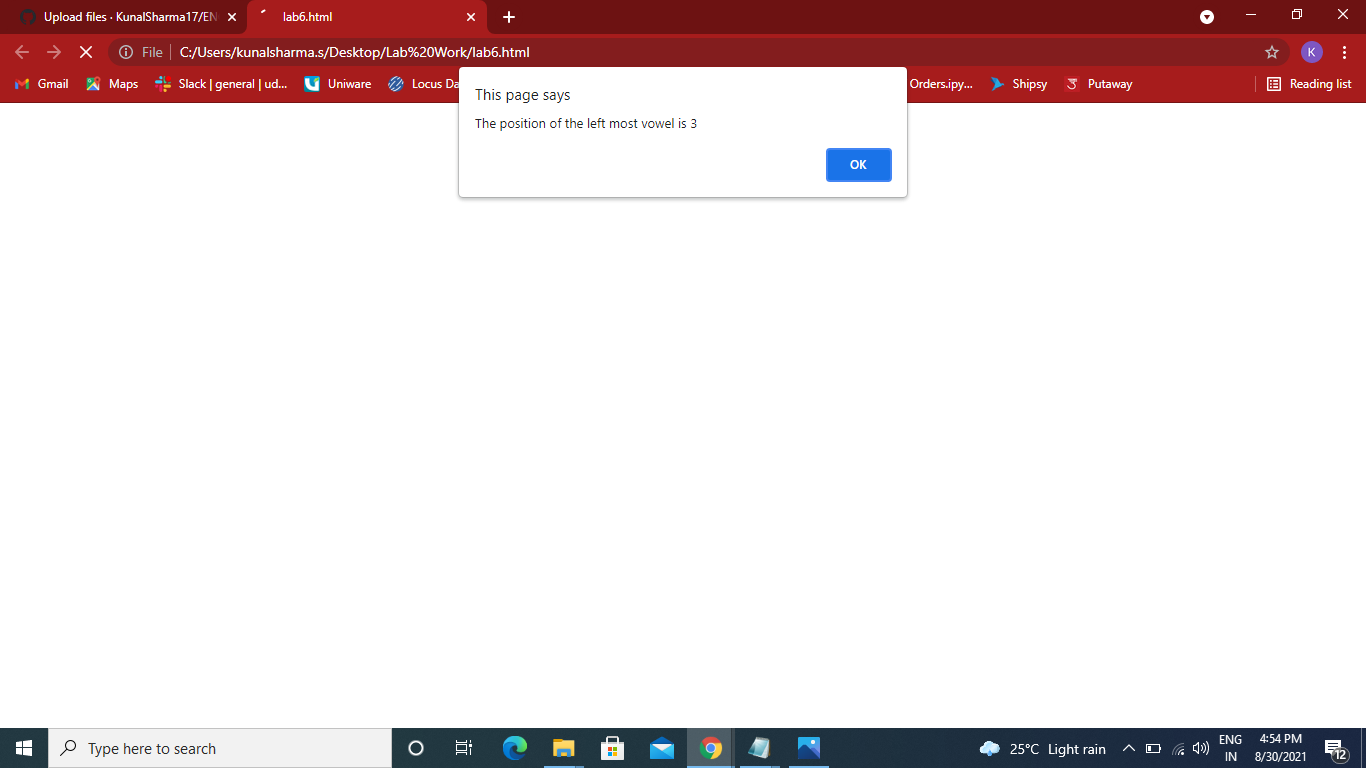 Upload files · KunalSharma17/EN
lab6.html
File
C:/Users/kunalsharma.s/Desktop/Lab%20Work/lab6.html
K
Gmail
Maps
Slack | general | ud...
Uniware
Locus Da
Orders.ipy...
Shipsy
Putaway
Reading list
This page says
The position of the left most vowel is 3
OK
Type here to search
25°C Light rain
ENG
IN
4:54 PM
8/30/2021
12